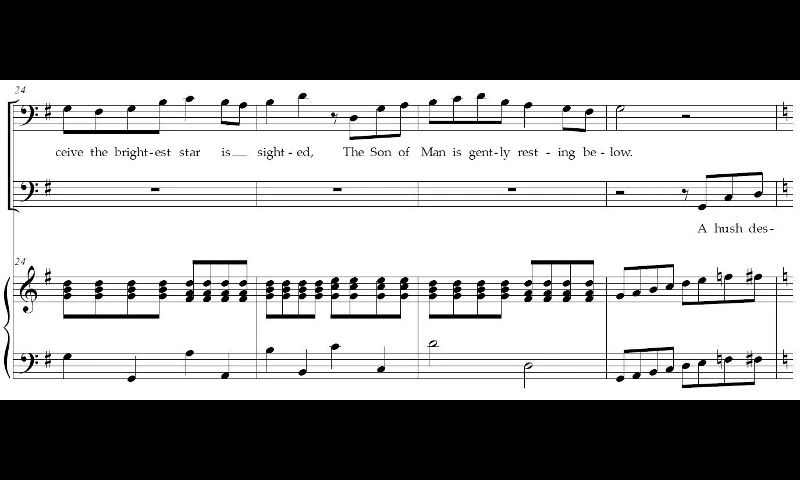 24
ceive the bright-est star is__ sight-ed, The Son of Man is gent-ly rest-ing be-low.
A hush des-
24